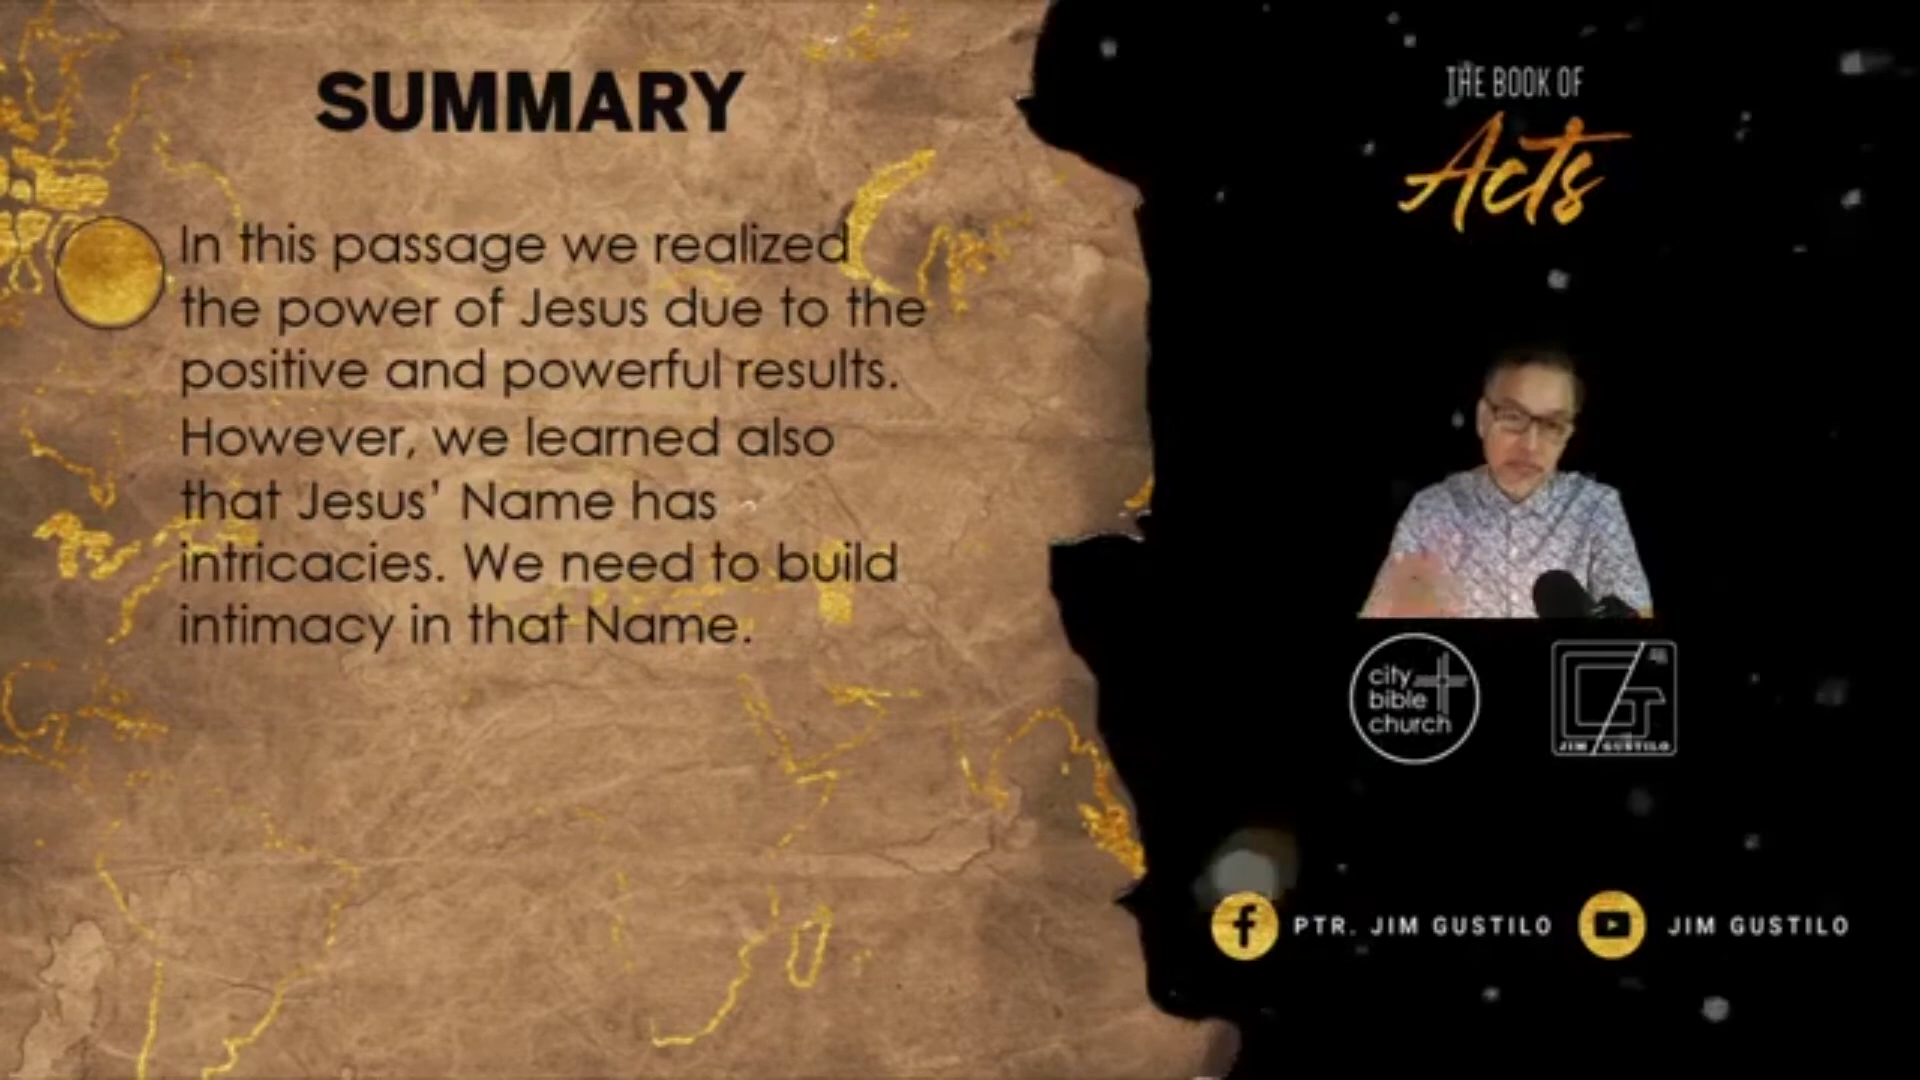 SUMMARY
In this passage we realized
the power of Jesus due to the
positive and powerful results.
However, we learned also
that Jesus’ Name has
intricacies. We need to build
intimacy in that Name.
THE BOOK OF
Acts
city
bible
church
JIM GUSTILO
PTR. JIM GUSTILO
JIM GUSTILO